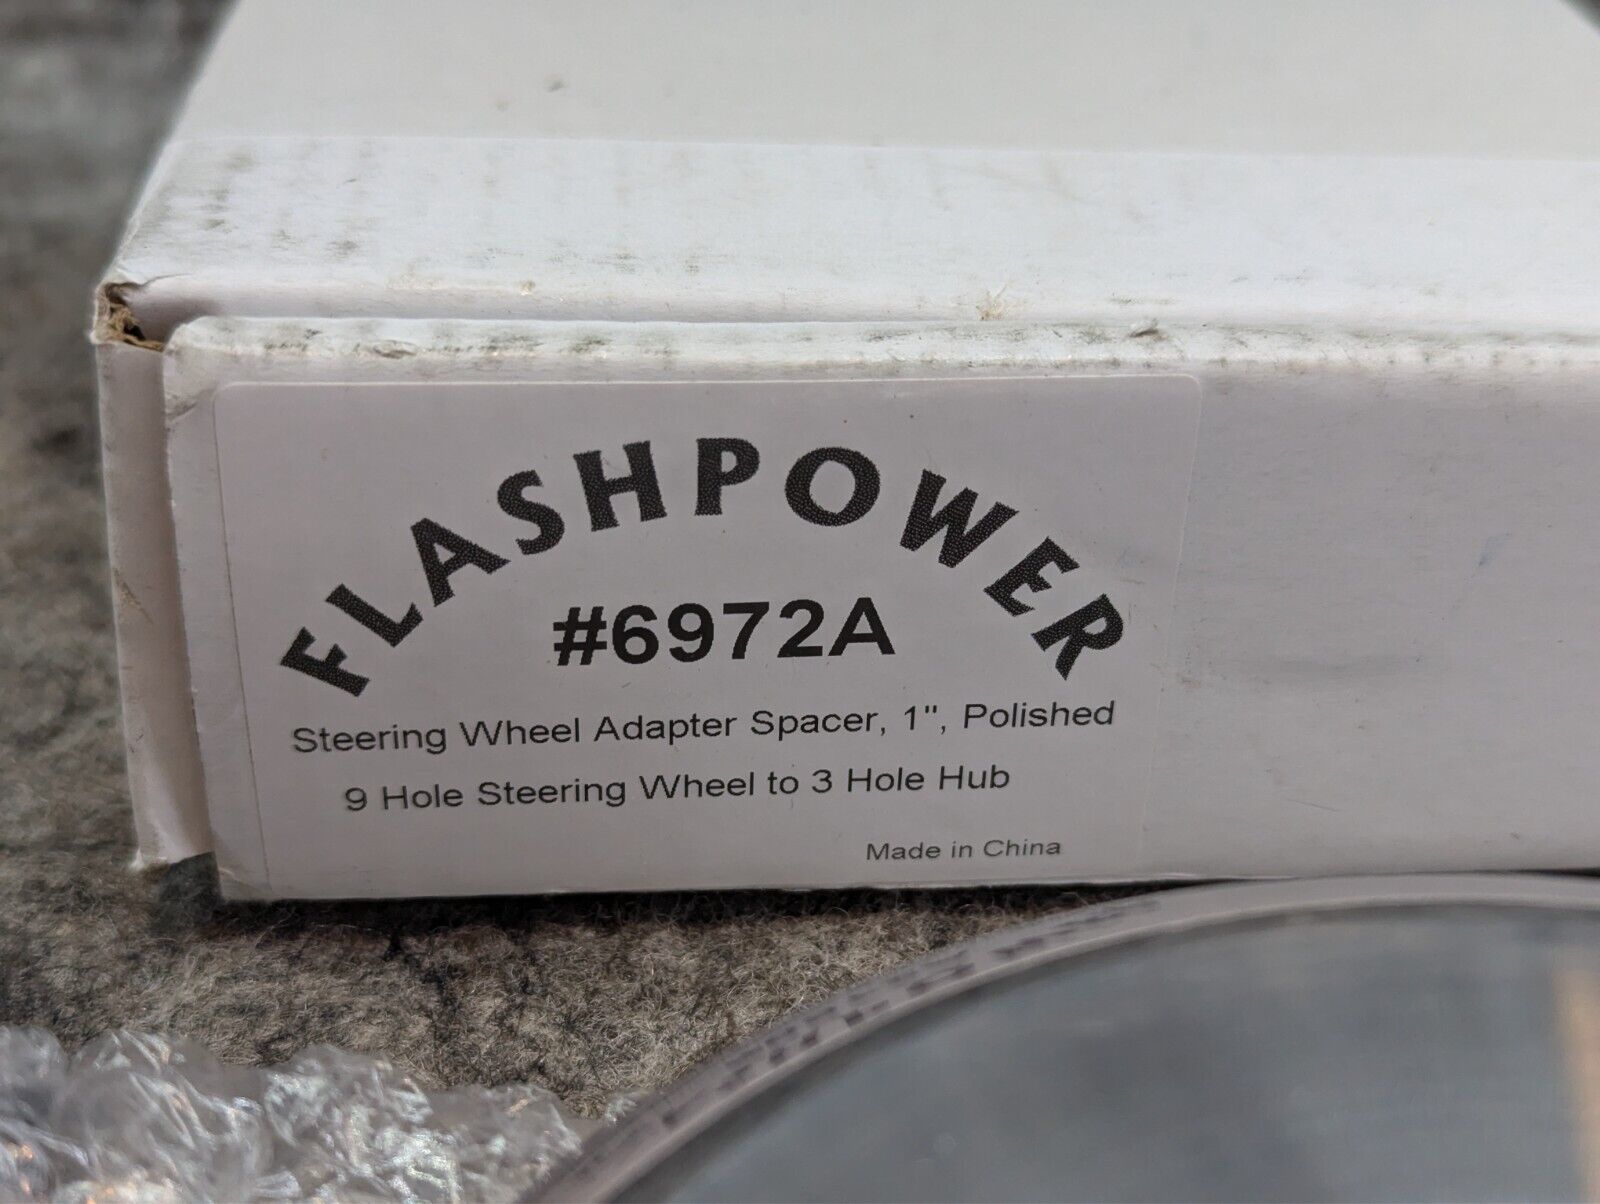 FLASHPOWER
#6972A
Steering Wheel Adapter Spacer, 1", Polished
9 Hole Steering Wheel to 3 Hole Hub
Made in China